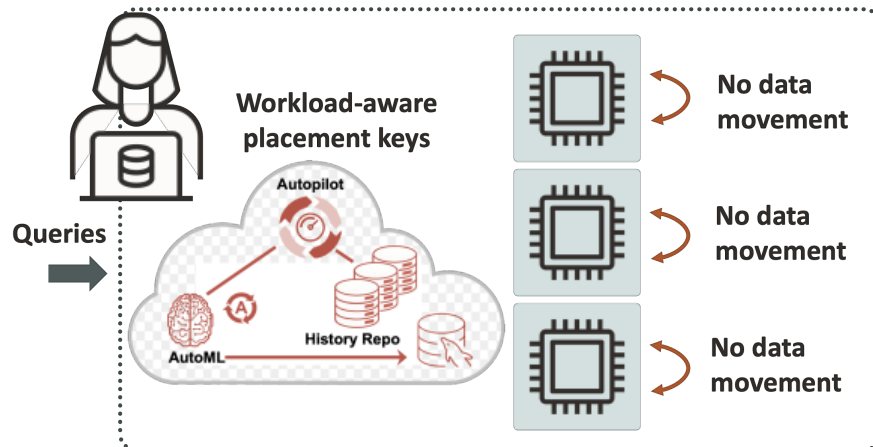 Workload-aware
placement keys
Autopilot
Queries
A
AutoML
History Repo
No data
movement
No data
movement
No data
movement